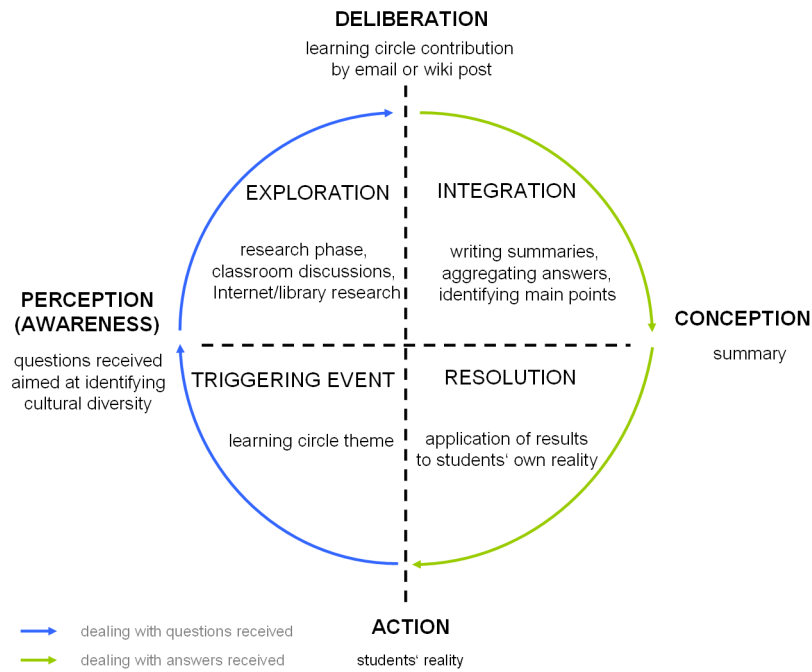 DELIBERATION
learning circle contribution
by email or wiki post
EXPLORATION
research phase,
classroom discussions,
Internet/library research
INTEGRATION
writing summaries,
aggregating answers,
identifying main points
PERCEPTION
(AWARENESS)
questions received
aimed at identifying
cultural diversity
CONCEPTION
summary
TRIGGERING EVENT
learning circle theme
RESOLUTION
application of results
to students‘ own reality
ACTION
students‘ reality
dealing with questions received
dealing with answers received